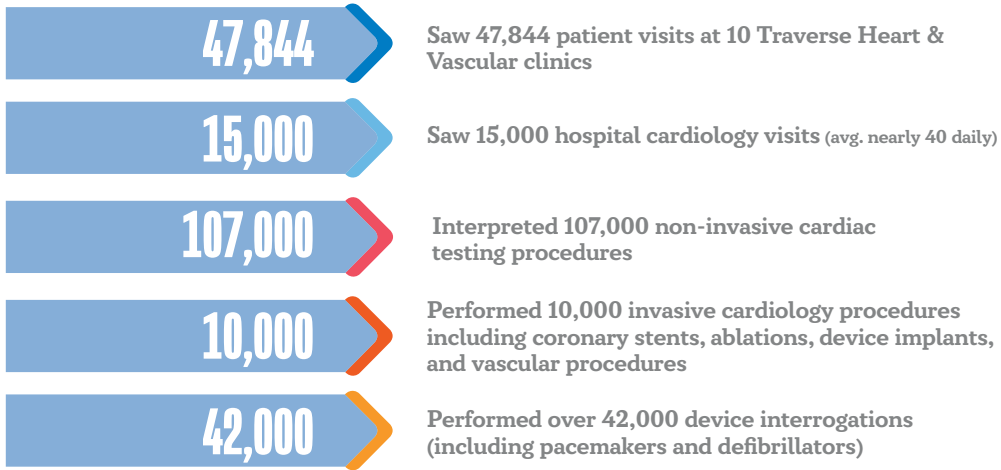 47,844
Saw 47,844 patient visits at 10 Traverse Heart &
Vascular clinics
15,000
Saw 15,000 hospital cardiology visits (avg. nearly 40 daily)
107,000
Interpreted 107,000 non-invasive cardiac
testing procedures
10,000
Performed 10,000 invasive cardiology procedures
including coronary stents, ablations, device implants,
and vascular procedures
42,000
Performed over 42,000 device interrogations
(including pacemakers and defibrillators)